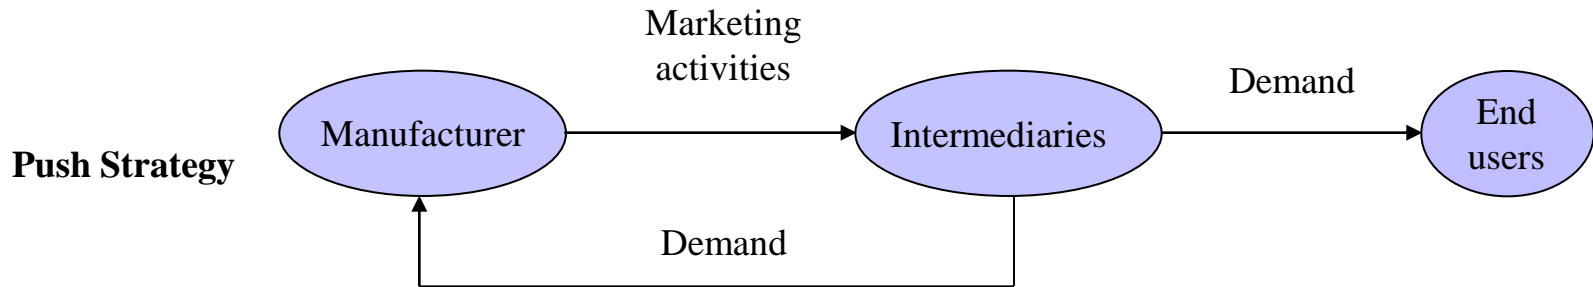 Marketing
activities
Demand
Manufacturer
Intermediaries
End
users
Push Strategy
Demand